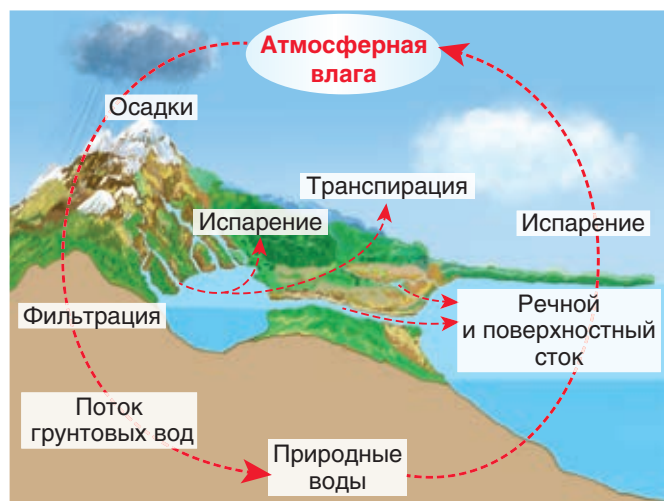 Атмосферная
влага
Осадки
Транспирация
Испарение
Испарение
Фильтрация
Речной
и поверхностный
сток
Поток
грунтовых вод
Природные
воды